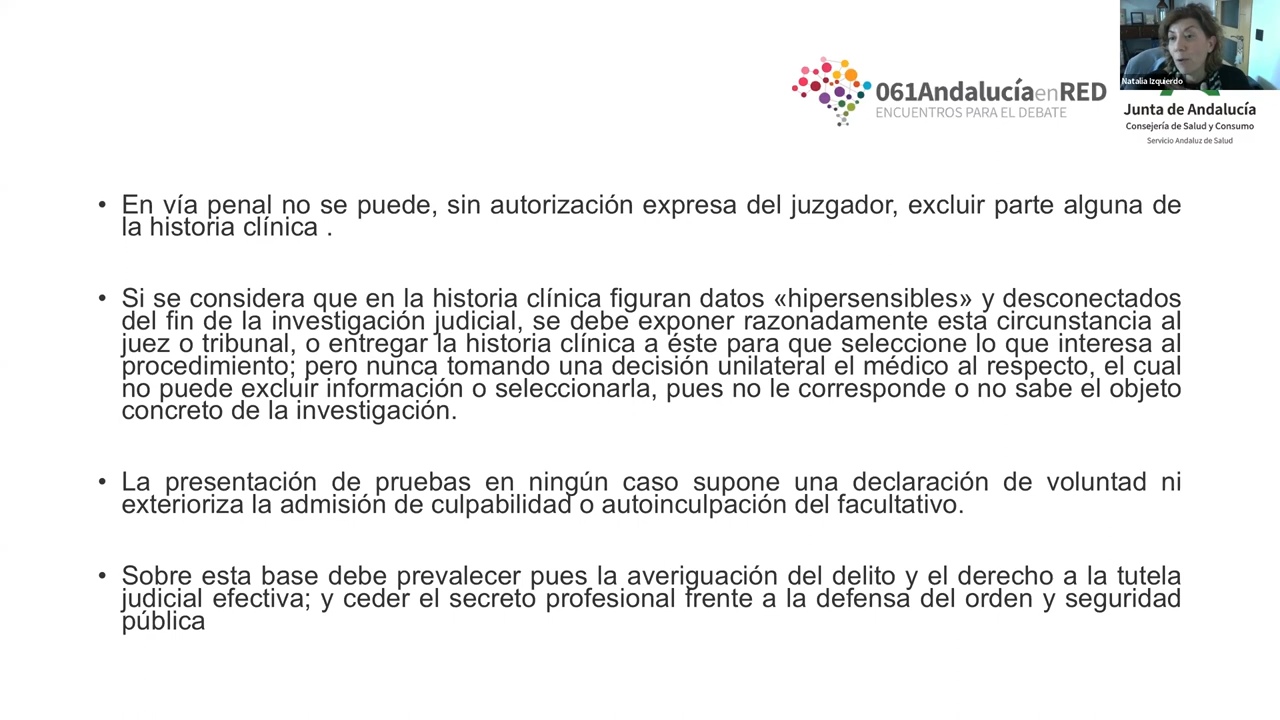 Natalia Izquierdo
061AndalucíaenRED
ENCUENTROS PARA EL DEBATE
Junta de Andalucía
Consejería de Salud y Consumo
Servicio Andaluz de Salud
• En vía penal no se puede, sin autorización expresa del juzgador, excluir parte alguna de
la historia clínica .
• Si se considera que en la historia clínica figuran datos «hipersensibles» y desconectados
del fin de la investigación judicial, se debe exponer razonadamente esta circunstancia al
juez o tribunal, o entregar la historia clínica a éste para que seleccione lo que interesa al
procedimiento; pero nunca tomando una decisión unilateral el médico al respecto, el cual
no puede excluir información o seleccionarla, pues no le corresponde o no sabe el objeto
concreto de la investigación.
• La presentación de pruebas en ningún caso supone una declaración de voluntad ni
exterioriza la admisión de culpabilidad o autoinculpación del facultativo.
• Sobre esta base debe prevalecer pues la averiguación del delito y el derecho a la tutela
judicial efectiva; y ceder el secreto profesional frente a la defensa del orden y seguridad
pública